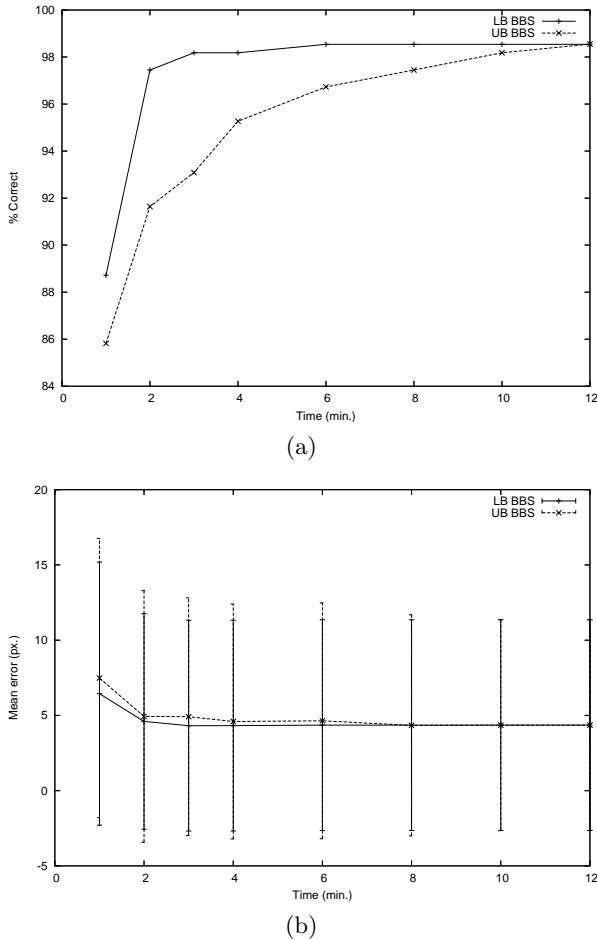 100
98
96
94
92
90
88
86
84
0 2 4 6 8 10 12
% Correct
Time (min.)
LB BBS
UB BBS
(a)
20
15
10
5
0
-5
0 2 4 6 8 10 12
Mean error (px.)
Time (min.)
LB BBS
UB BBS
(b)